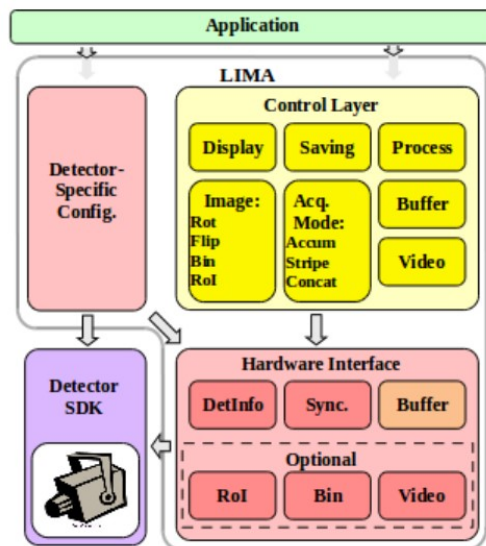 Application
LIMA
Detector-
Specific
Config.
Control Layer
Display
Saving
Process
Image:
Rot
Flip
Bin
RoI
Acq.
Mode:
Accum
Stripe
Concat
Buffer
Video
Detector
SDK
Hardware Interface
DetInfo
Sync.
Buffer
Optional
RoI
Bin
Video